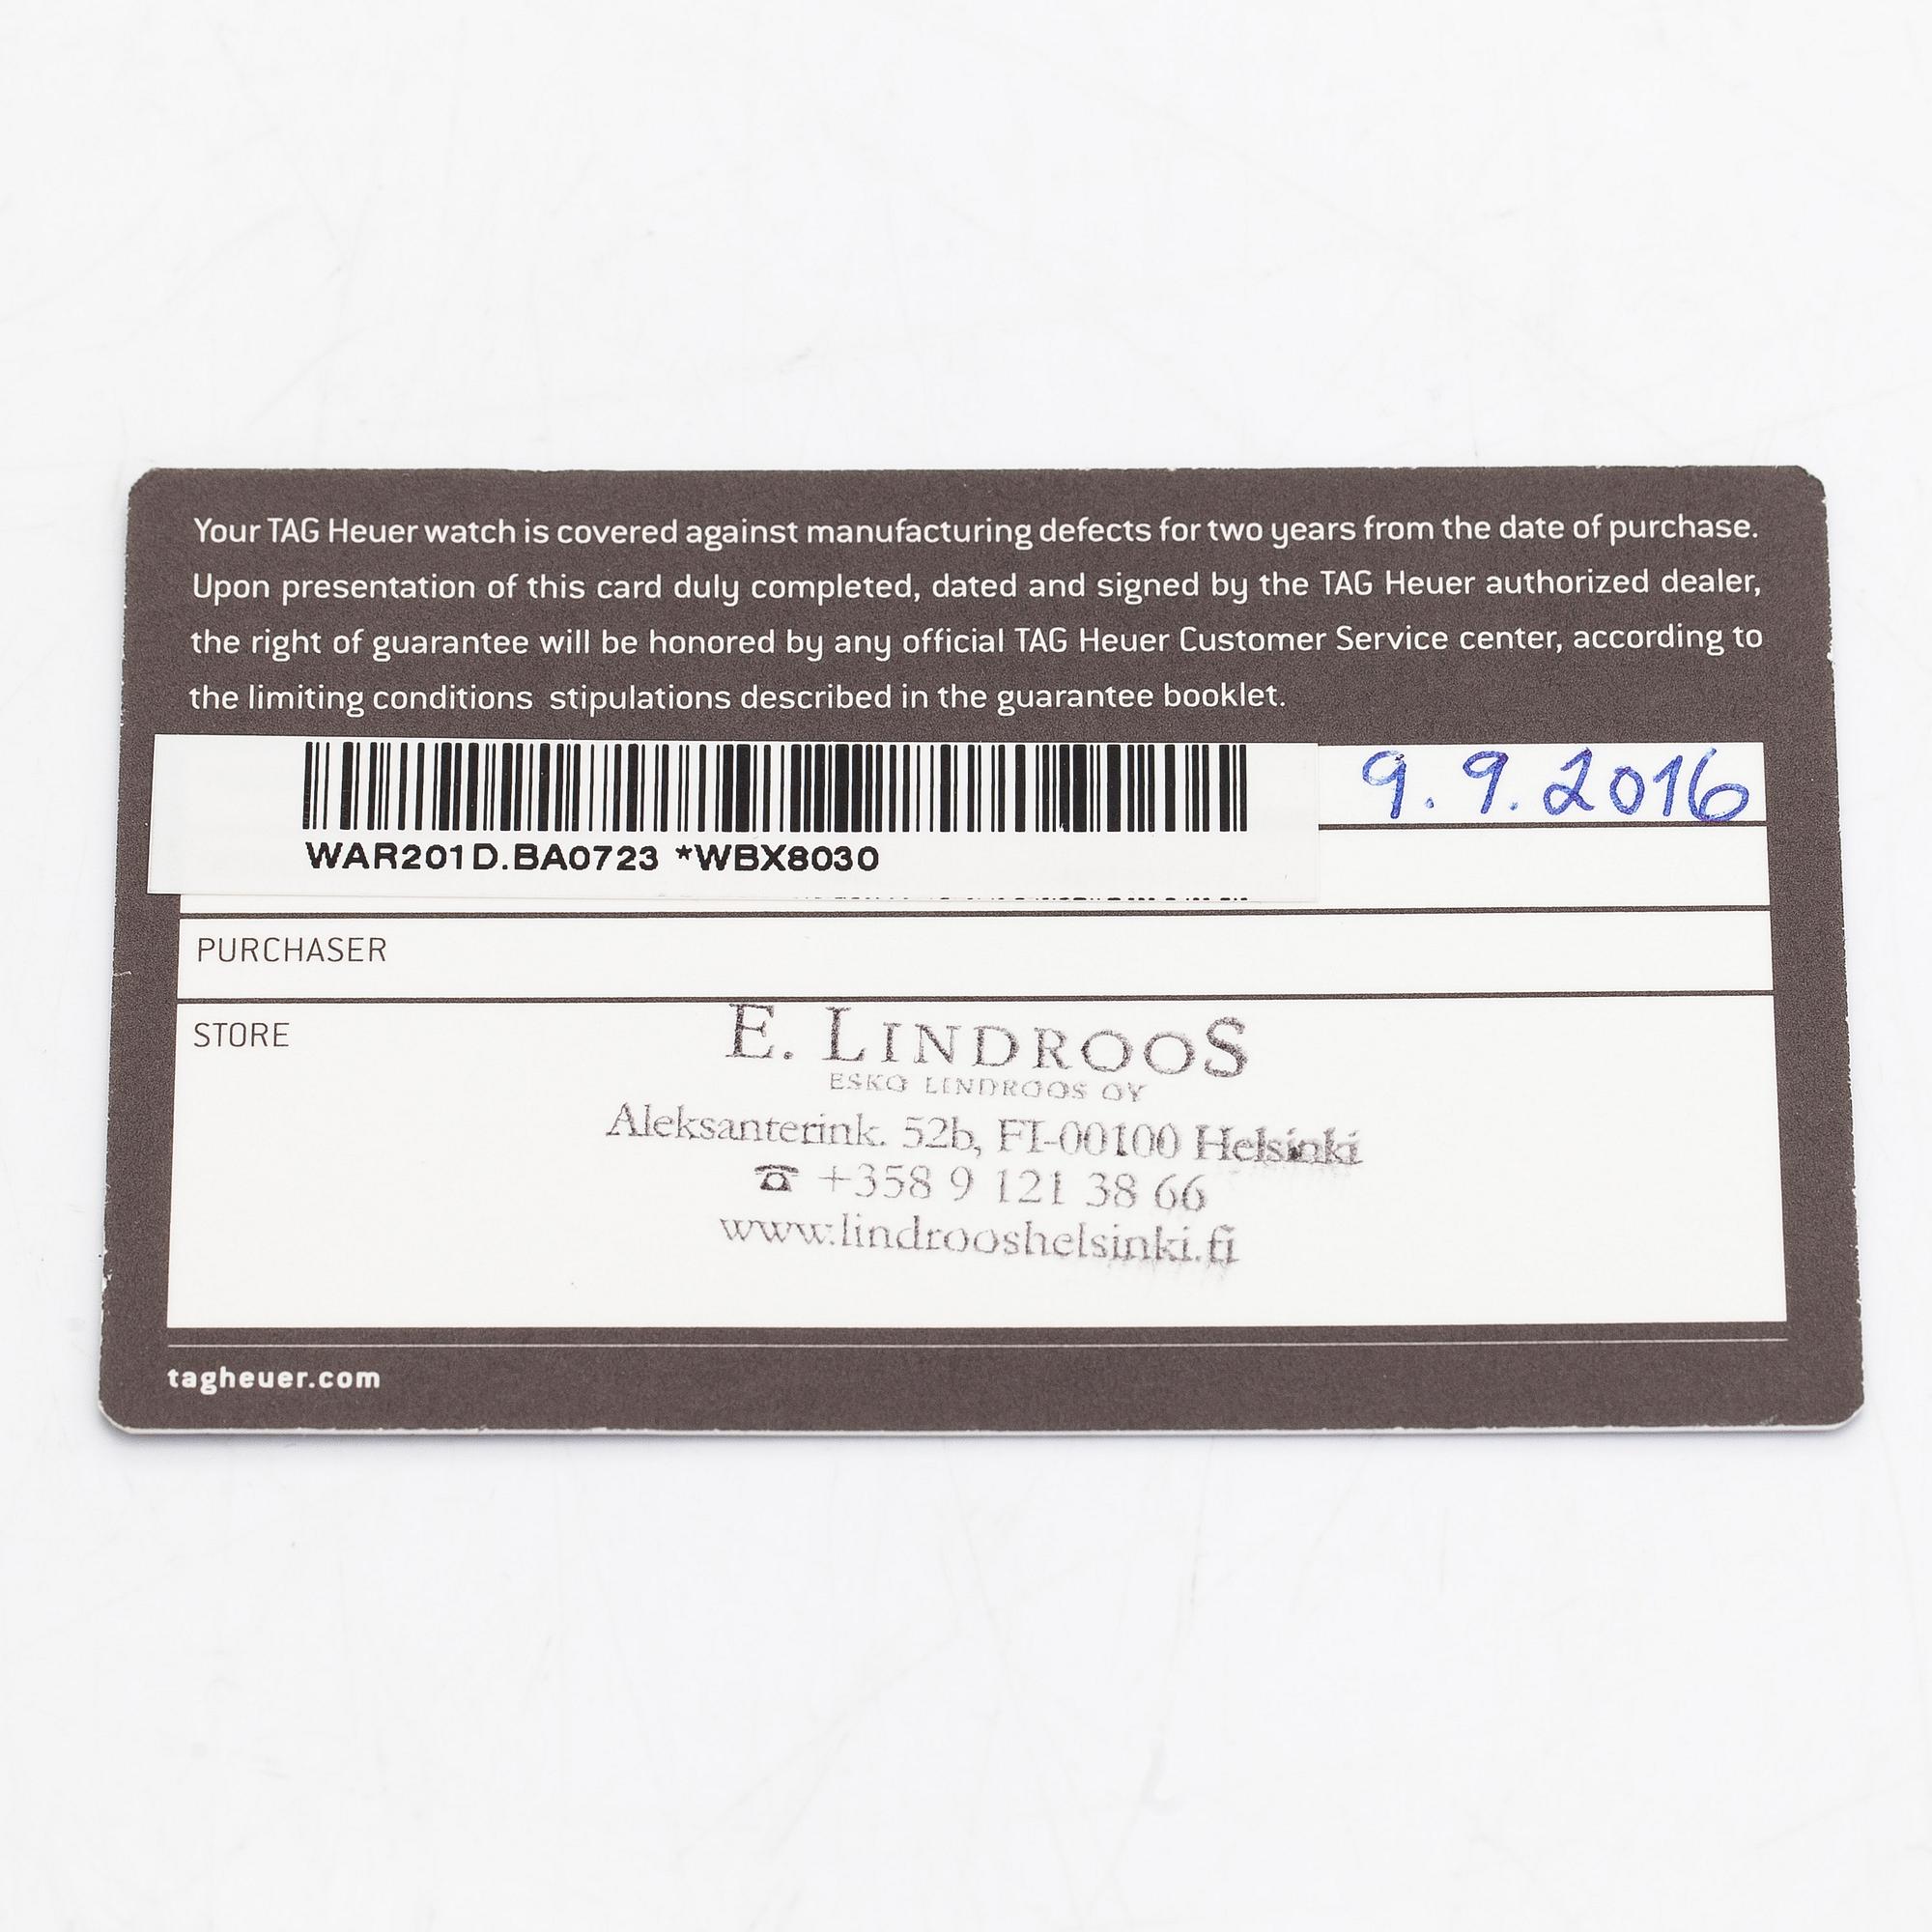 Your TAG Heuer watch is covered against manufacturing defects for two years from the date of purchase.
Upon presentation of this card duly completed, dated and signed by the TAG Heuer authorized dealer,
the right of guarantee will be honored by any official TAG Heuer Customer Service center, according to
the limiting conditions stipulations described in the guarantee booklet.
9.9.2016
WAR201D.BA0723 *WBX8030
PURCHASER
STORE
E. LINDROOS
ESKO LINDROOS OY
Aleksanterink. 52b, FI-00100 Helsinki
☎ +358 9 121 38 66
www.lindrooshelsinki.fi
tagheuer.com